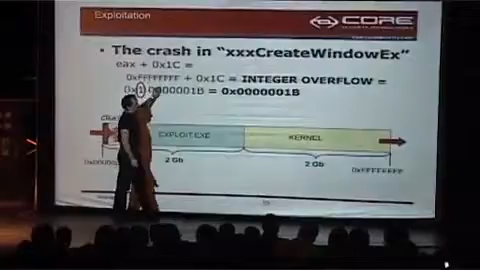 Exploitation
CORE
• The crash in “xxxCreateWindowEx”
eax + 0x1C =
0xFFFFFFFF + 0x1C = INTEGER OVERFLOW =
0x10000001B = 0x0000001B
EXPLOIT.EXE
KERNEL
2 Gb
2 Gb
0xFFFFFFFF